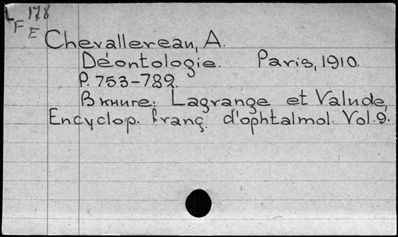 L 178
F
E
Chevallereau, A.
Déontologie. Paris, 1910.
P. 753-789.
В книге: Lagrange et Valude,
Encyclop. franç. d'ophtalmol. Vol. 9.